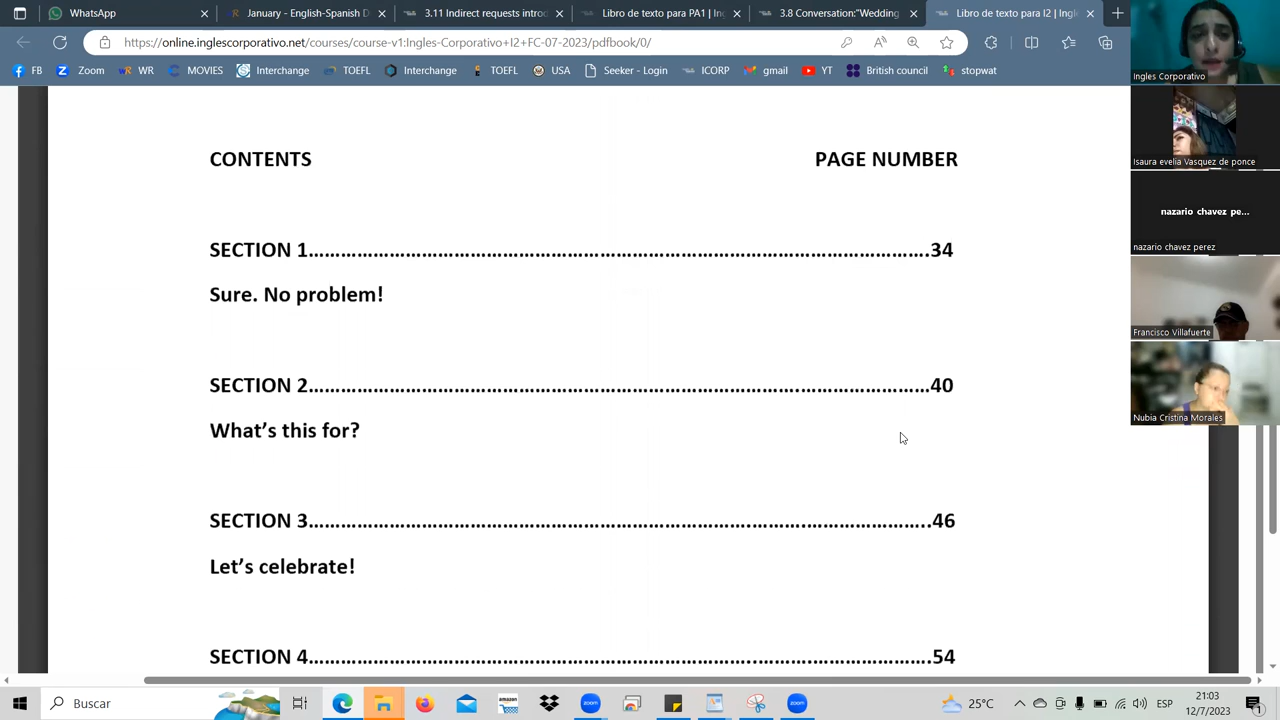 WhatsApp
January - English-Spanish D
3.11 Indirect requests intro
Libro de texto para PA1 | Ing
3.8 Conversation:"Wedding
Libro de texto para I2 | Ingle
https://online.inglescorporativo.net/courses/course-v1:Ingles-Corporativo+I2+FC-07-2023/pdfbook/0/
FB
Zoom
WR
MOVIES
Interchange
TOEFL
Interchange
TOEFL
USA
Seeker - Login
ICORP
gmail
YT
British council
stopwat
Ingles Corporativo
Isaura evelia Vasquez de ponce
nazario chavez pe...
nazario chavez perez
Francisco Villafuerte
Nubia Cristina Morales
CONTENTS PAGE NUMBER
SECTION 1……………………………………………………………………………………………….34
Sure. No problem!
SECTION 2……………………………………………………………………………….………………………40
What's this for?
SECTION 3……………………………………………………………………….……….………………..46
Let's celebrate!
SECTION 4………………………………………………………………………..……..………………….54
Buscar
25°C
ESP
21:03
12/7/2023